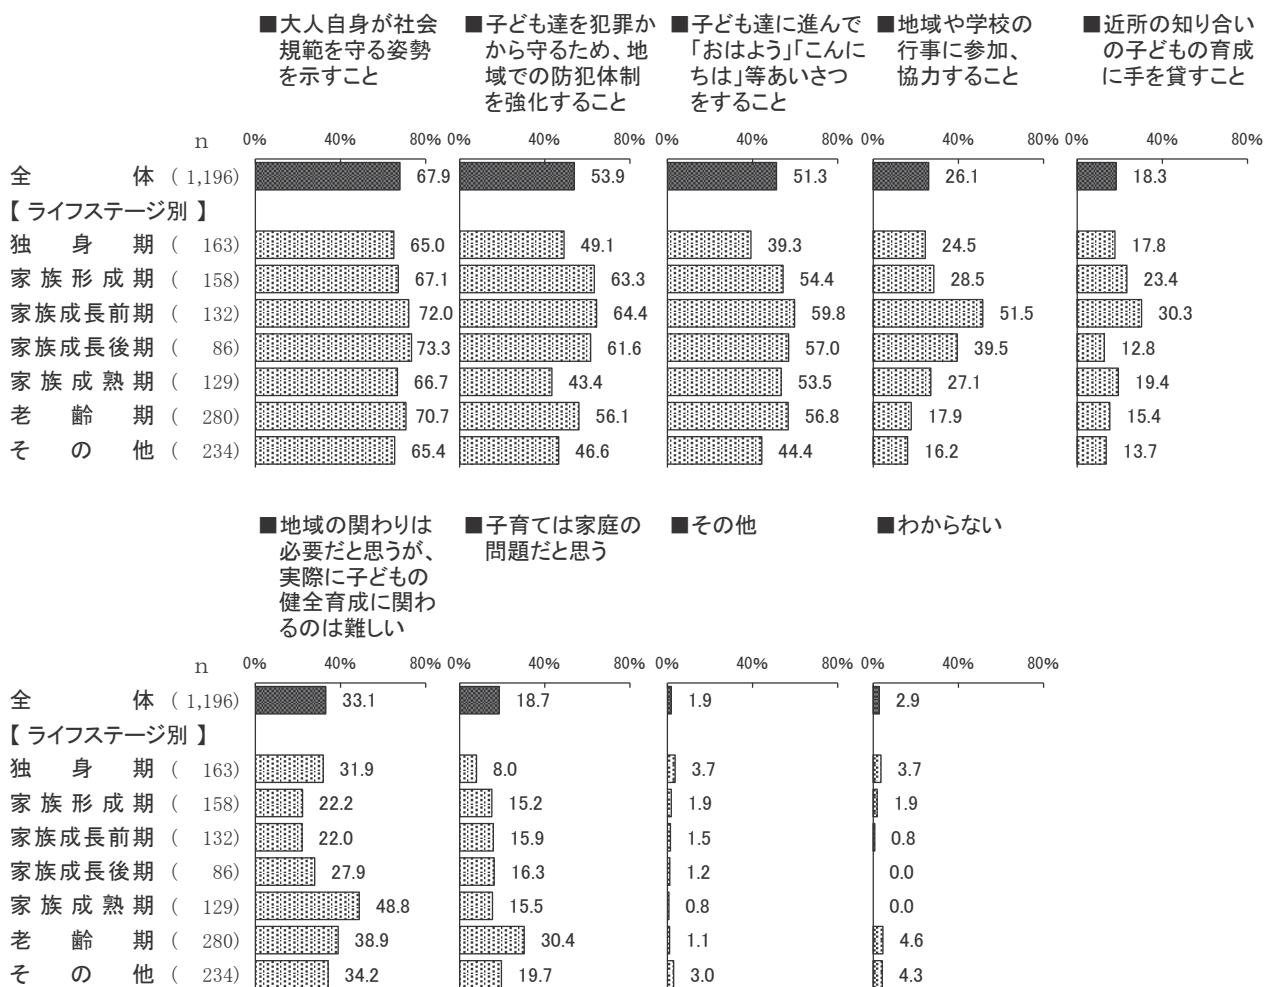 ■大人自身が社会
規範を守る姿勢
を示すこと
■子ども達を犯罪か
から守るため、地
域での防犯体制
を強化すること
■子ども達に進んで
「おはよう」「こんに
ちは」等あいさつ
をすること
■地域や学校の
行事に参加、
協力すること
■近所の知り合い
の子どもの育成
に手を貸すこと
n 0% 40% 80% 0% 40% 80% 0% 40% 80% 0% 40% 80% 0% 40% 80%
全体 (1,196) 67.9 53.9 51.3 26.1 18.3
【ライフステージ別】
独身期 (163) 65.0 49.1 39.3 24.5 17.8
家族形成期 (158) 67.1 63.3 54.4 28.5 23.4
家族成長前期 (132) 72.0 64.4 59.8 51.5 30.3
家族成長後期 (86) 73.3 61.6 57.0 39.5 12.8
家族成熟期 (129) 66.7 43.4 53.5 27.1 19.4
老齢期 (280) 70.7 56.1 56.8 17.9 15.4
その他 (234) 65.4 46.6 44.4 16.2 13.7
■地域の関わりは
必要だと思うが、
実際に子どもの
健全育成に関わ
るのは難しい
■子育ては家庭の
問題だと思う
■その他
■わからない
n 0% 40% 80% 0% 40% 80% 0% 40% 80% 0% 40% 80%
全体 (1,196) 33.1 18.7 1.9 2.9
【ライフステージ別】
独身期 (163) 31.9 8.0 3.7 3.7
家族形成期 (158) 22.2 15.2 1.9 1.9
家族成長前期 (132) 22.0 15.9 1.5 0.8
家族成長後期 (86) 27.9 16.3 1.2 0.0
家族成熟期 (129) 48.8 15.5 0.8 0.0
老齢期 (280) 38.9 30.4 1.1 4.6
その他 (234) 34.2 19.7 3.0 4.3